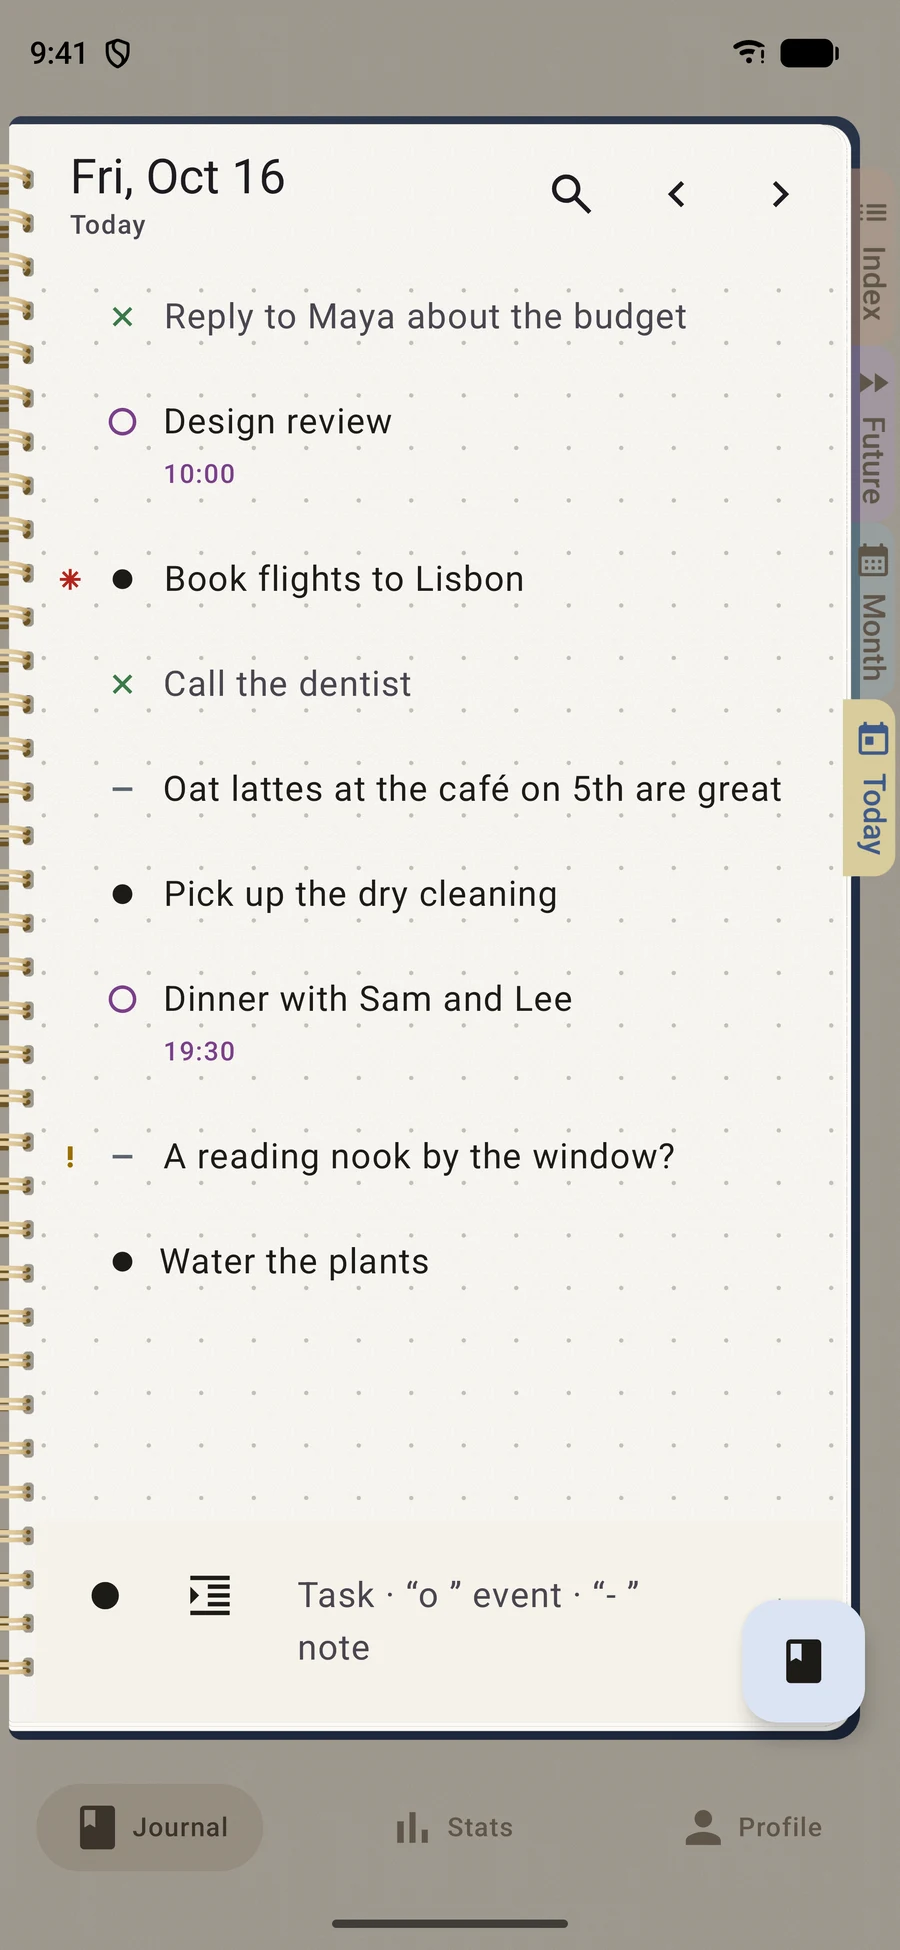 9:41
Fri, Oct 16
Today
Reply to Maya about the budget
Design review
10:00
Book flights to Lisbon
Call the dentist
Oat lattes at the café on 5th are great
Pick up the dry cleaning
Dinner with Sam and Lee
19:30
! – A reading nook by the window?
Water the plants
Task · “o ” event · “- ”
note
Index
Future
Month
Today
Journal
Stats
Profile